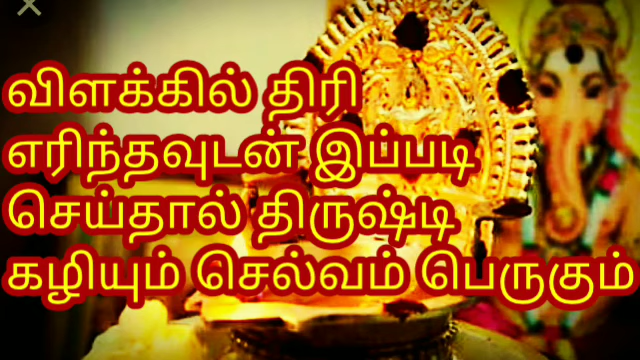 விளக்கில் திரி
எரிந்தவுடன் இப்படி
செய்தால் திருஷ்டி
கழியும் செல்வம் பெருகும்